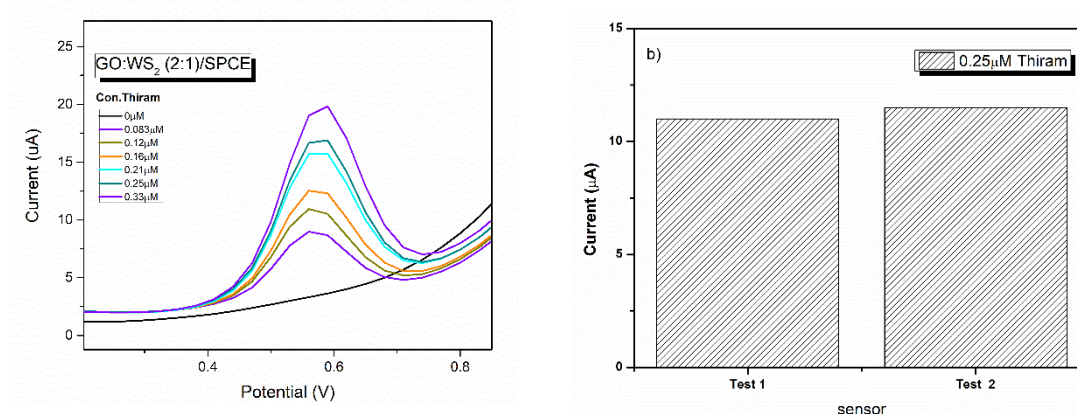 GO:WS₂ (2:1)/SPCE
Con.Thiram
0μM
0.083μM
0.12μM
0.16μM
0.21μM
0.25μM
0.33μM
25
20
15
10
5
0
Current (uA)
0.4
0.6
0.8
Potential (V)
b)
0.25μM Thiram
15
10
5
0
Current (μA)
Test 1
Test 2
sensor